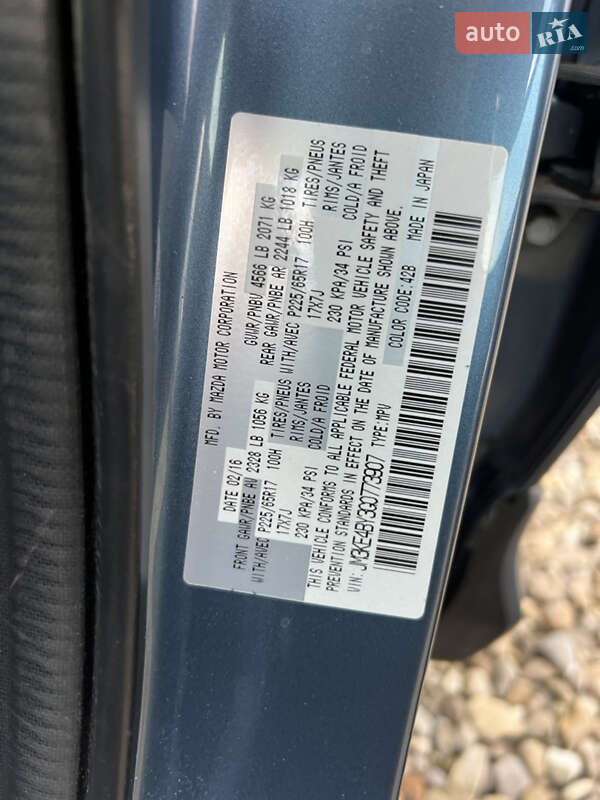 auto RIA.com
MFD. BY MAZDA MOTOR CORPORATION
DATE 02/16 GVWR/PNBV 4566 LB 2071 KG
FRONT GAWR/PNBE AV 2328 LB 1056 KG REAR GAWR/PNBE AR 2244 LB 1018 KG
WITH/AVEC P225/65R17 100H TIRES/PNEUS WITH/AVEC P225/65R17 100H TIRES/PNEUS
17X7J RIMS/JANTES 17X7J RIMS/JANTES
230 KPA/34 PSI COLD/A FROID 230 KPA/34 PSI COLD/A FROID
THIS VEHICLE CONFORMS TO ALL APPLICABLE FEDERAL MOTOR VEHICLE SAFETY AND THEFT
PREVENTION STANDARDS IN EFFECT ON THE DATE OF MANUFACTURE SHOWN ABOVE.
VIN: JM3KE4BY3G0773907 TYPE:MPV COLOR CODE:42B MADE IN JAPAN